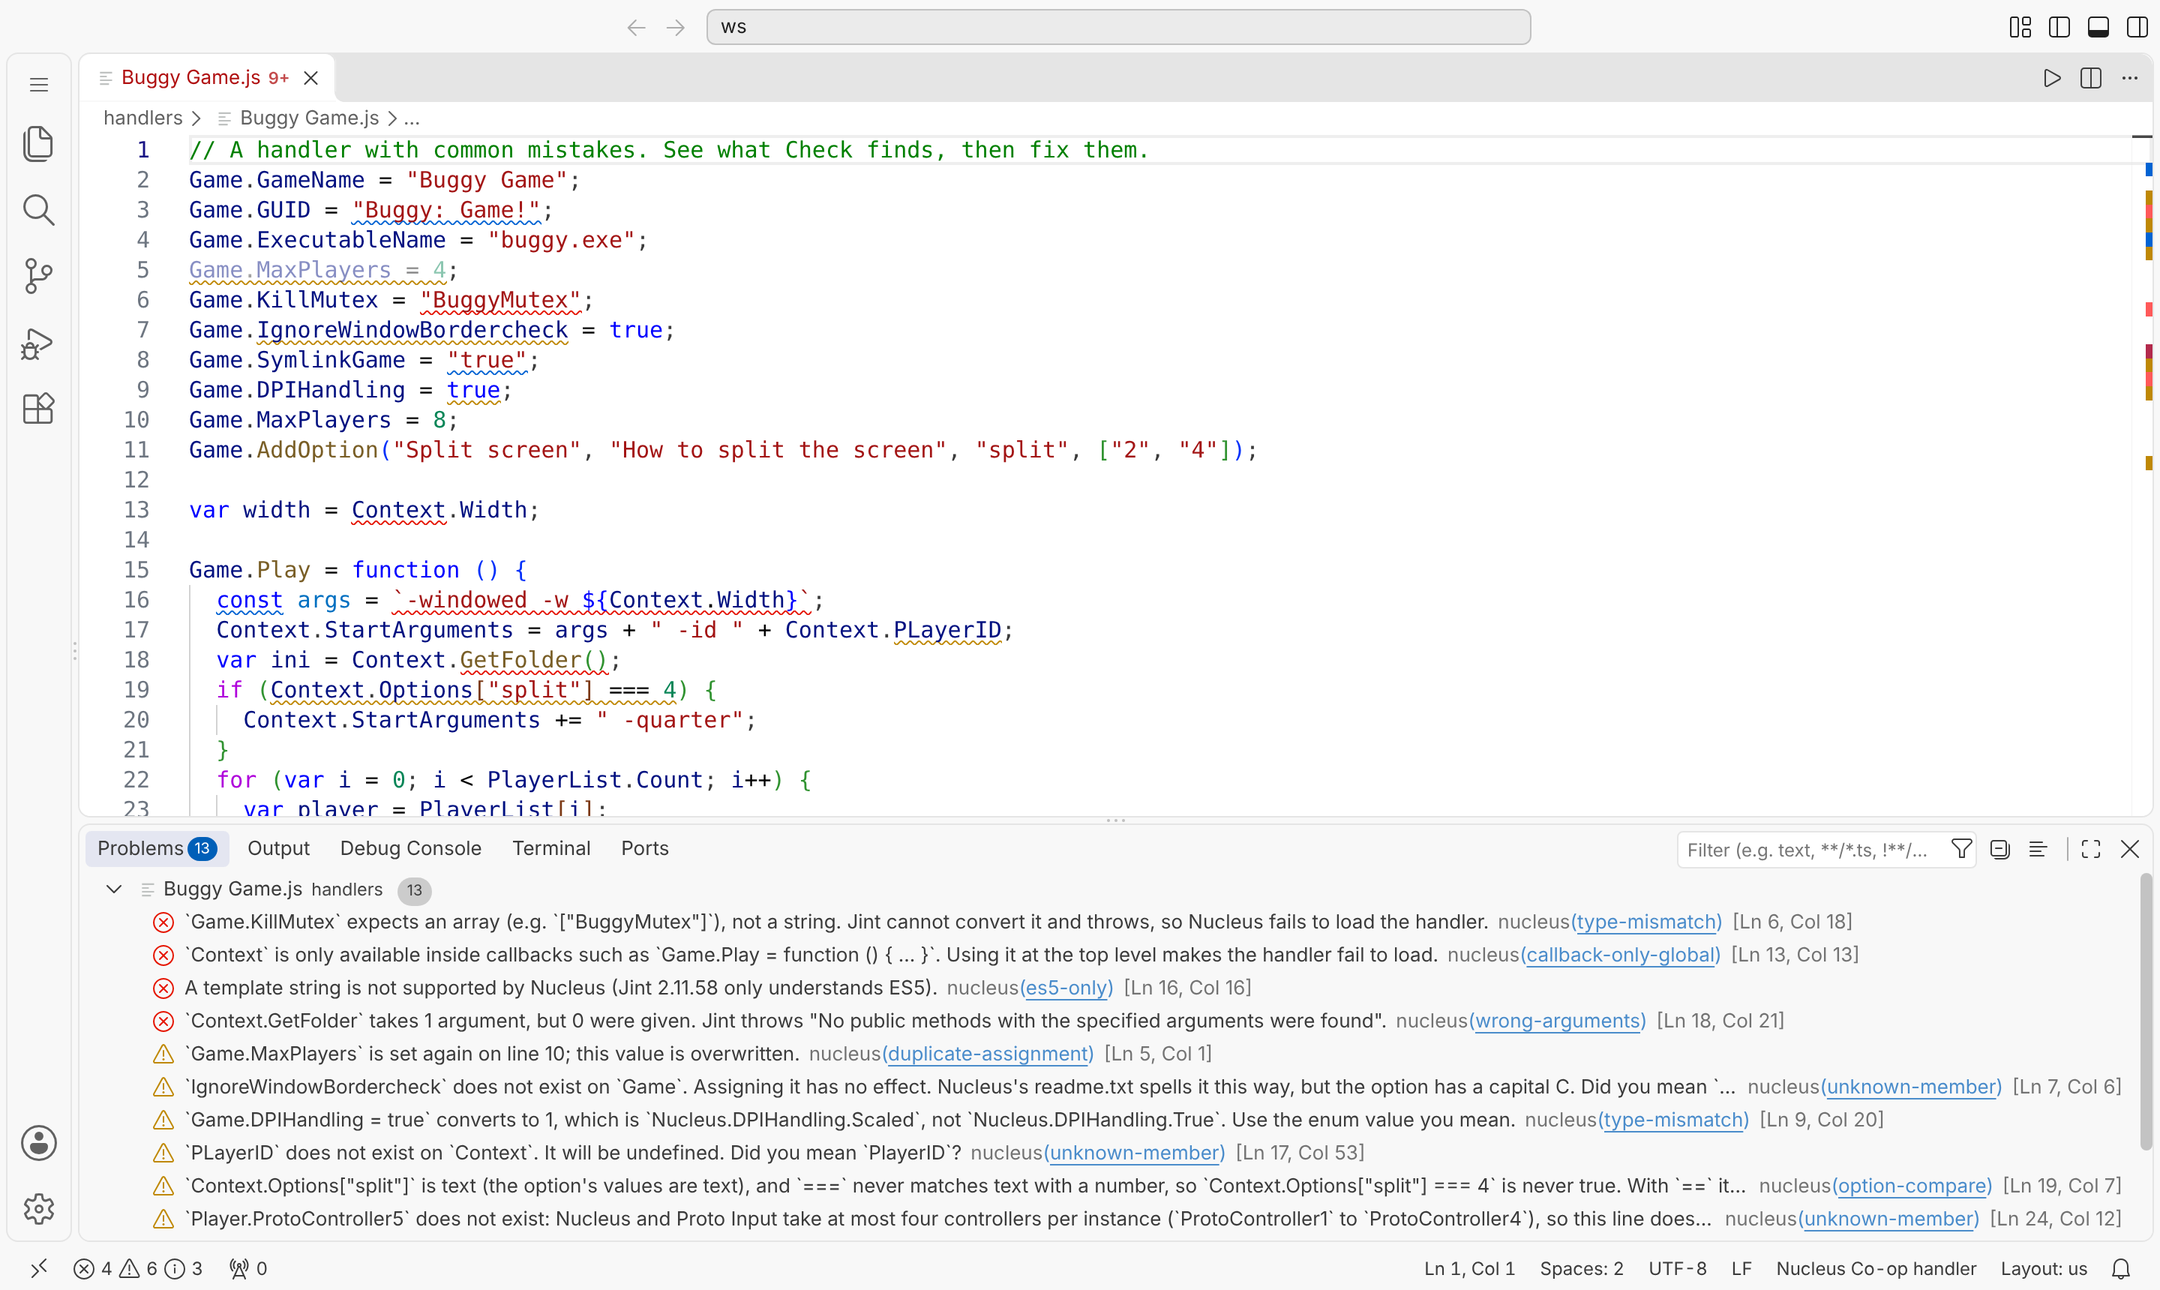 ws
Buggy Game.js 9+
handlers > Buggy Game.js > ...
1 // A handler with common mistakes. See what Check finds, then fix them.
2 Game.GameName = "Buggy Game";
3 Game.GUID = "Buggy: Game!";
4 Game.ExecutableName = "buggy.exe";
5 Game.MaxPlayers = 4;
6 Game.KillMutex = "BuggyMutex";
7 Game.IgnoreWindowBordercheck = true;
8 Game.SymlinkGame = "true";
9 Game.DPIHandling = true;
10 Game.MaxPlayers = 8;
11 Game.AddOption("Split screen", "How to split the screen", "split", ["2", "4"]);
12
13 var width = Context.Width;
14
15 Game.Play = function () {
16 const args = `-windowed -w ${Context.Width}`;
17 Context.StartArguments = args + " -id " + Context.PLayerID;
18 var ini = Context.GetFolder();
19 if (Context.Options["split"] === 4) {
20 Context.StartArguments += " -quarter";
21 }
22 for (var i = 0; i < PlayerList.Count; i++) {
23 var player = PlayerList[i];
Problems 13 Output Debug Console Terminal Ports Filter (e.g. text, **/*.ts, !**/...
Buggy Game.js handlers 13
`Game.KillMutex` expects an array (e.g. `["BuggyMutex"]`), not a string. Jint cannot convert it and throws, so Nucleus fails to load the handler. nucleus(type-mismatch) [Ln 6, Col 18]
`Context` is only available inside callbacks such as `Game.Play = function () { ... }`. Using it at the top level makes the handler fail to load. nucleus(callback-only-global) [Ln 13, Col 13]
A template string is not supported by Nucleus (Jint 2.11.58 only understands ES5). nucleus(es5-only) [Ln 16, Col 16]
`Context.GetFolder` takes 1 argument, but 0 were given. Jint throws "No public methods with the specified arguments were found". nucleus(wrong-arguments) [Ln 18, Col 21]
`Game.MaxPlayers` is set again on line 10; this value is overwritten. nucleus(duplicate-assignment) [Ln 5, Col 1]
`IgnoreWindowBordercheck` does not exist on `Game`. Assigning it has no effect. Nucleus's readme.txt spells it this way, but the option has a capital C. Did you mean `... nucleus(unknown-member) [Ln 7, Col 6]
`Game.DPIHandling = true` converts to 1, which is `Nucleus.DPIHandling.Scaled`, not `Nucleus.DPIHandling.True`. Use the enum value you mean. nucleus(type-mismatch) [Ln 9, Col 20]
`PLayerID` does not exist on `Context`. It will be undefined. Did you mean `PlayerID`? nucleus(unknown-member) [Ln 17, Col 53]
`Context.Options["split"]` is text (the option's values are text), and `===` never matches text with a number, so `Context.Options["split"] === 4` is never true. With `==` it... nucleus(option-compare) [Ln 19, Col 7]
`Player.ProtoController5` does not exist: Nucleus and Proto Input take at most four controllers per instance (`ProtoController1` to `ProtoController4`), so this line does... nucleus(unknown-member) [Ln 24, Col 12]
4 6 3 0 Ln 1, Col 1 Spaces: 2 UTF-8 LF Nucleus Co-op handler Layout: us